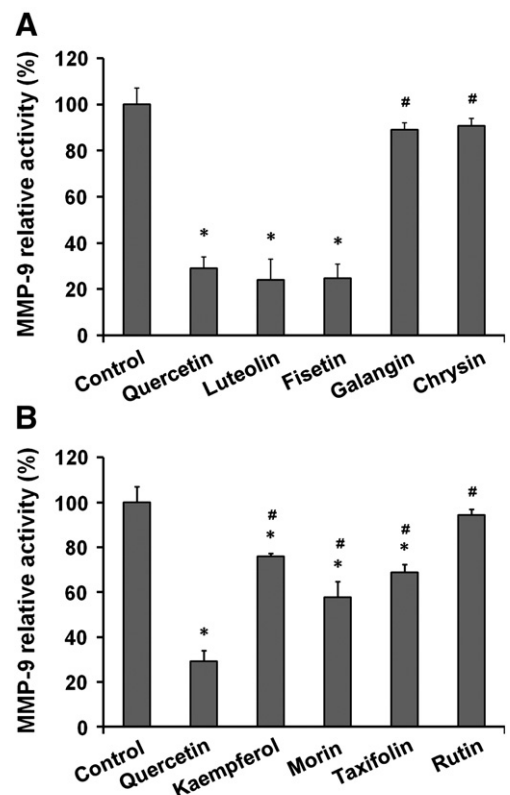 A
MMP-9 relative activity (%)
120
100
80
60
40
20
0
# #
* * *
Control Quercetin Luteolin Fisetin Galangin Chrysin
B
MMP-9 relative activity (%)
120
100
80
60
40
20
0
#
# # #
* * * *
Control Quercetin Kaempferol Morin Taxifolin Rutin